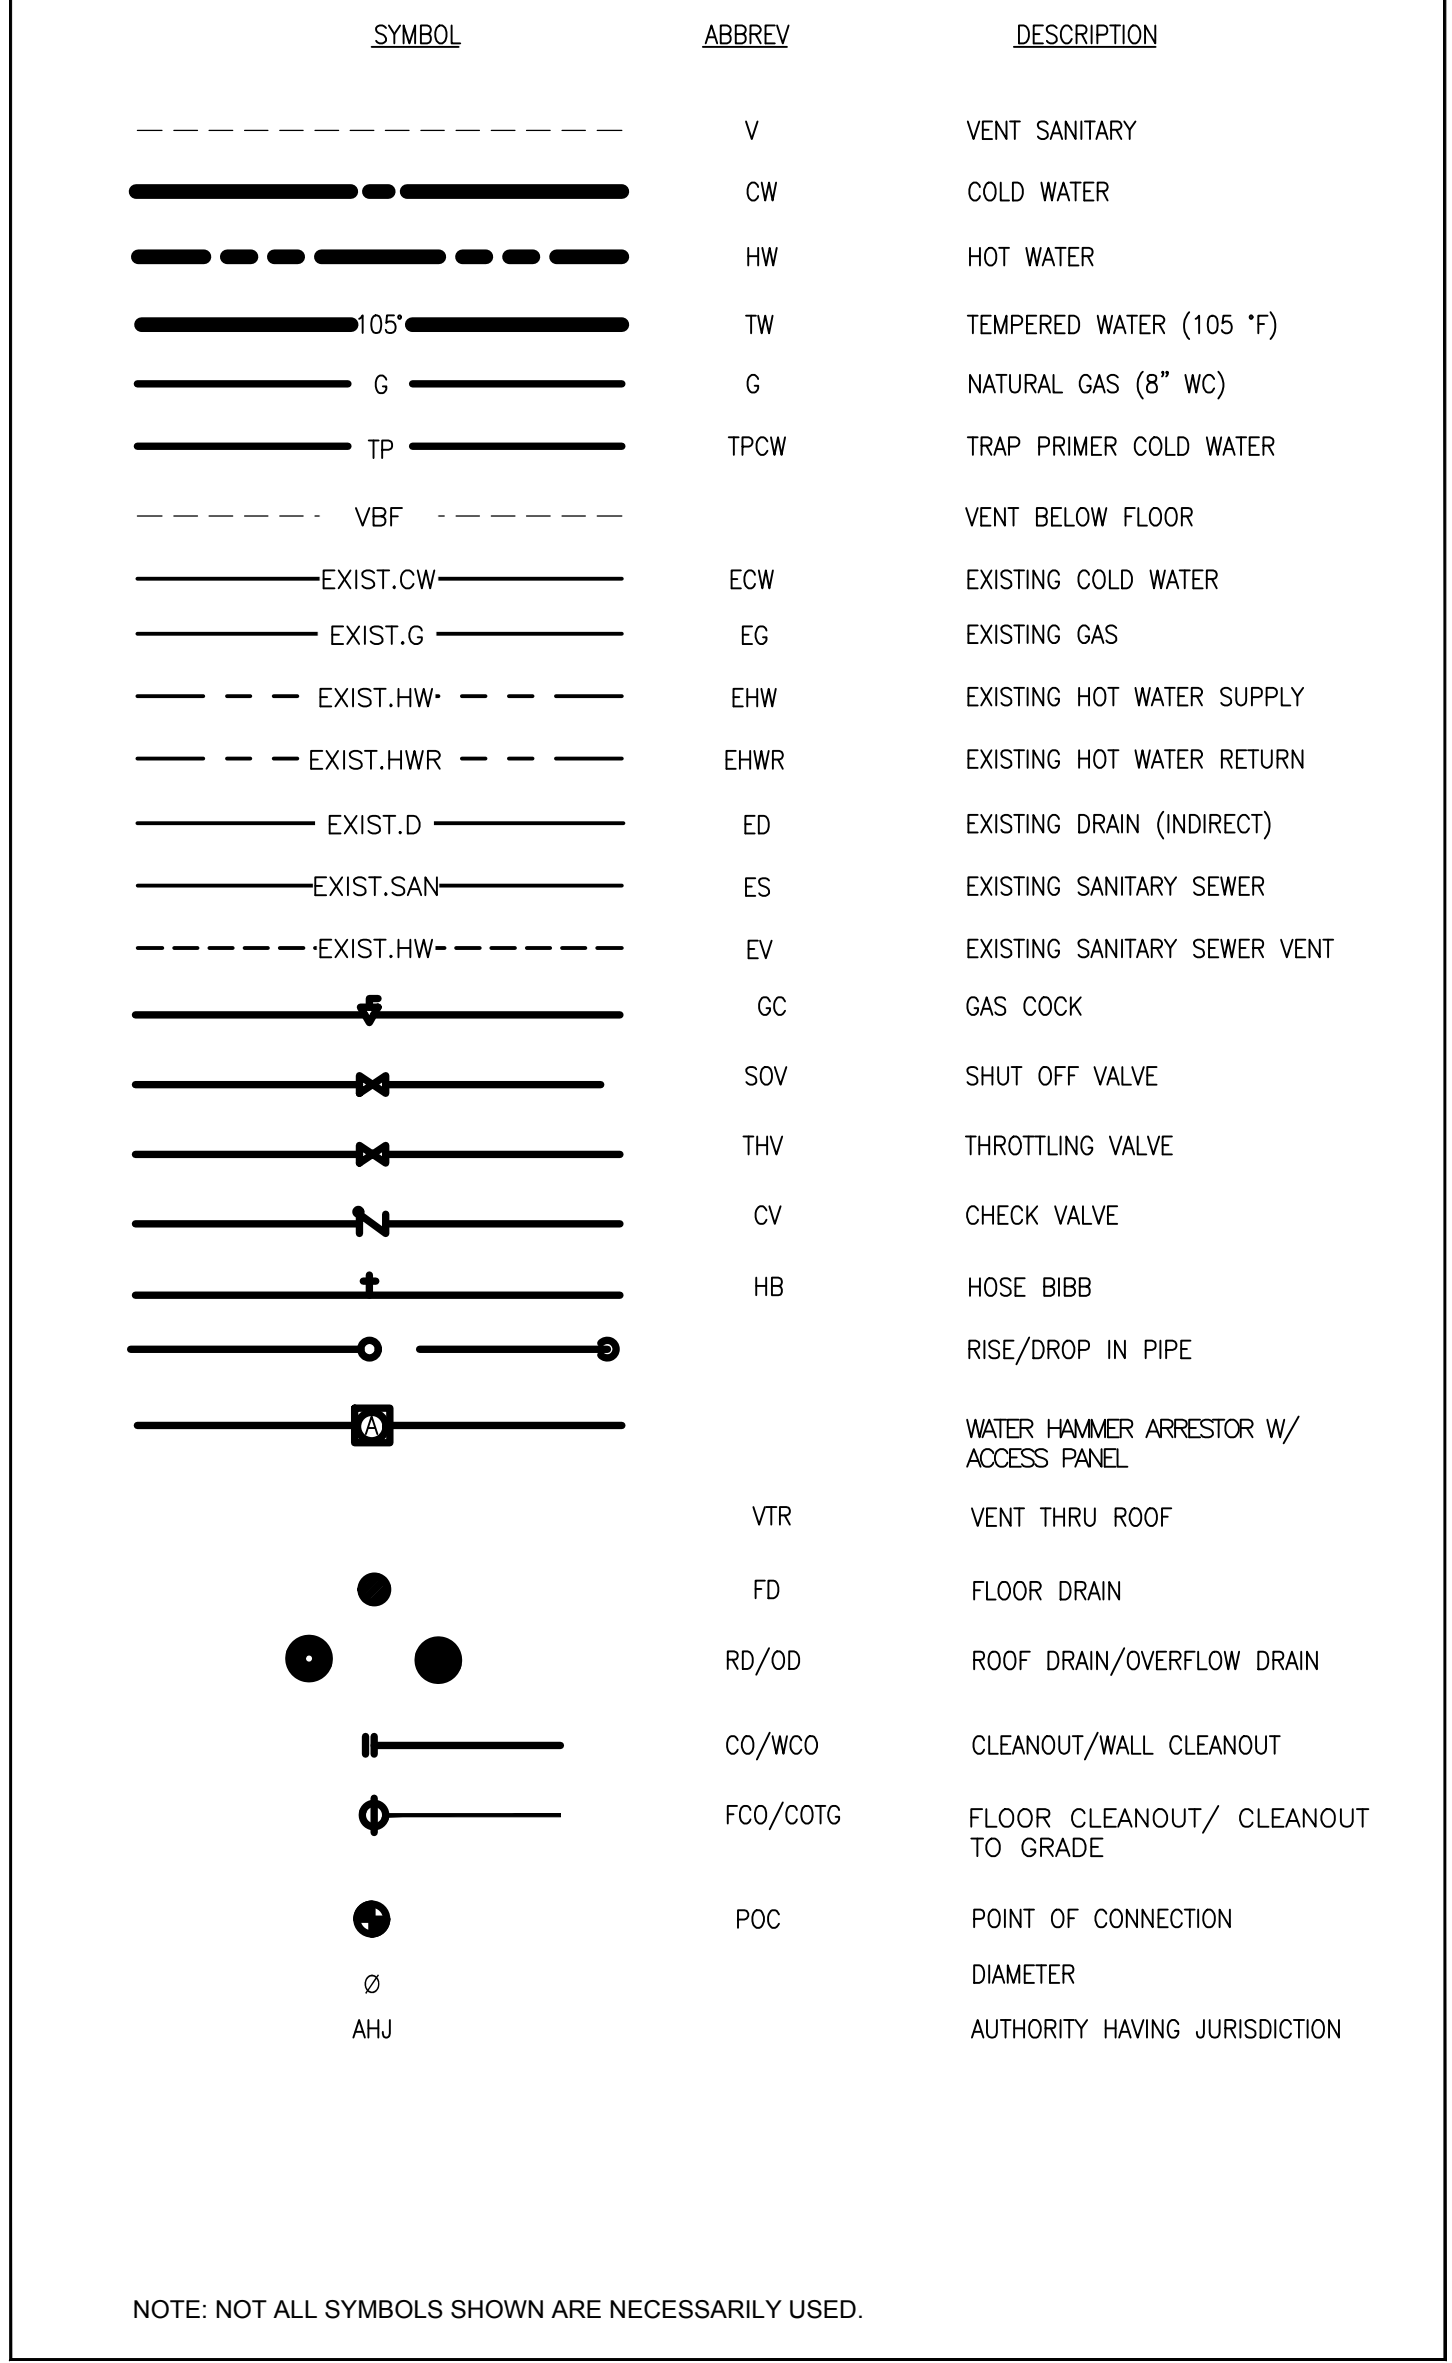 SYMBOL ABBREV DESCRIPTION
V VENT SANITARY
CW COLD WATER
HW HOT WATER
105° TW TEMPERED WATER (105 °F)
G G NATURAL GAS (8" WC)
TP TPCW TRAP PRIMER COLD WATER
VBF VENT BELOW FLOOR
EXIST.CW ECW EXISTING COLD WATER
EXIST.G EG EXISTING GAS
EXIST.HW EHW EXISTING HOT WATER SUPPLY
EXIST.HWR EHWR EXISTING HOT WATER RETURN
EXIST.D ED EXISTING DRAIN (INDIRECT)
EXIST.SAN ES EXISTING SANITARY SEWER
EXIST.HW EV EXISTING SANITARY SEWER VENT
GC GAS COCK
SOV SHUT OFF VALVE
THV THROTTLING VALVE
CV CHECK VALVE
HB HOSE BIBB
RISE/DROP IN PIPE
A WATER HAMMER ARRESTOR W/
ACCESS PANEL
VTR VENT THRU ROOF
FD FLOOR DRAIN
RD/OD ROOF DRAIN/OVERFLOW DRAIN
CO/WCO CLEANOUT/WALL CLEANOUT
FCO/COTG FLOOR CLEANOUT/ CLEANOUT
TO GRADE
POC POINT OF CONNECTION
Ø DIAMETER
AHJ AUTHORITY HAVING JURISDICTION
NOTE: NOT ALL SYMBOLS SHOWN ARE NECESSARILY USED.